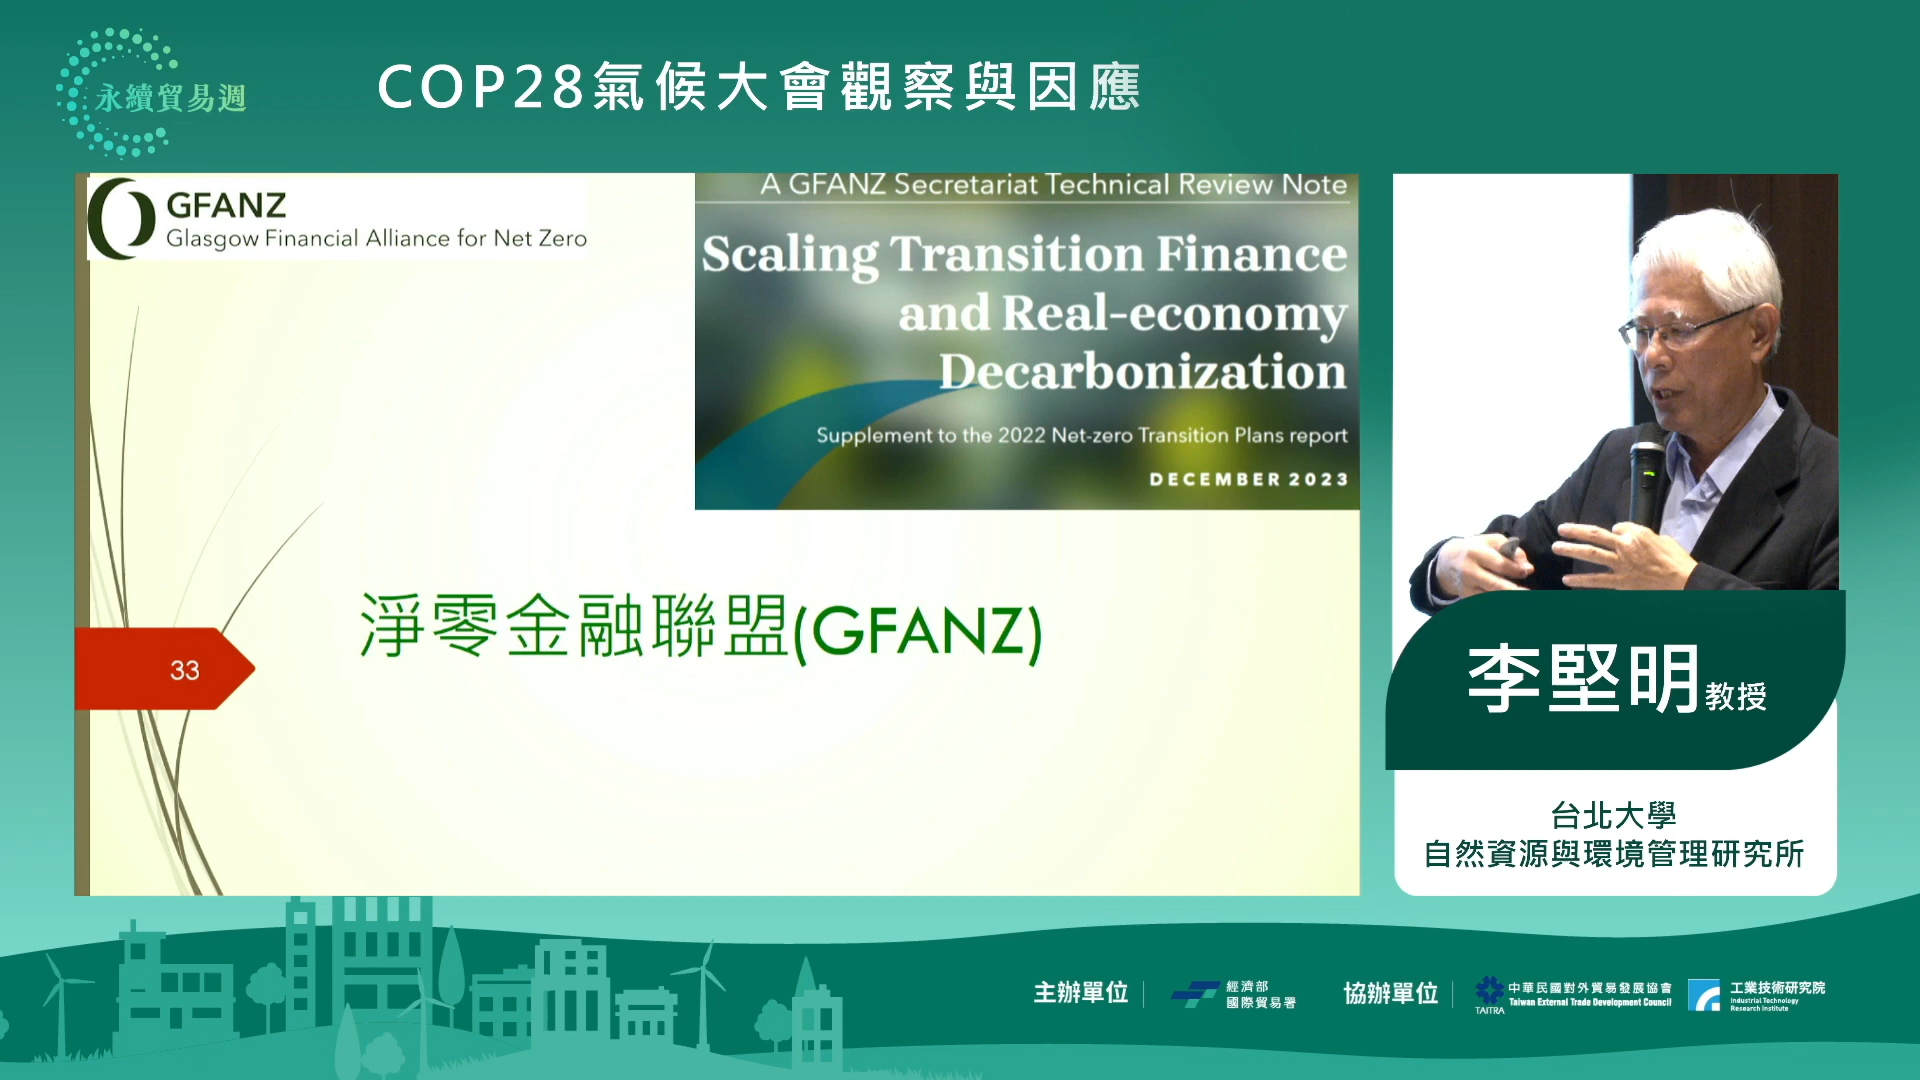 永續貿易週
COP28氣候大會觀察與因應
GFANZ
Glasgow Financial Alliance for Net Zero
A GFANZ Secretariat Technical Review Note
Scaling Transition Finance
and Real-economy
Decarbonization
Supplement to the 2022 Net-zero Transition Plans report
DECEMBER 2023
淨零金融聯盟(GFANZ)
33
李堅明教授
台北大學
自然資源與環境管理研究所
主辦單位
經濟部
國際貿易署
協辦單位
TAITRA
中華民國對外貿易發展協會
Taiwan External Trade Development Council
工業技術研究院
Industrial Technology
Research Institute